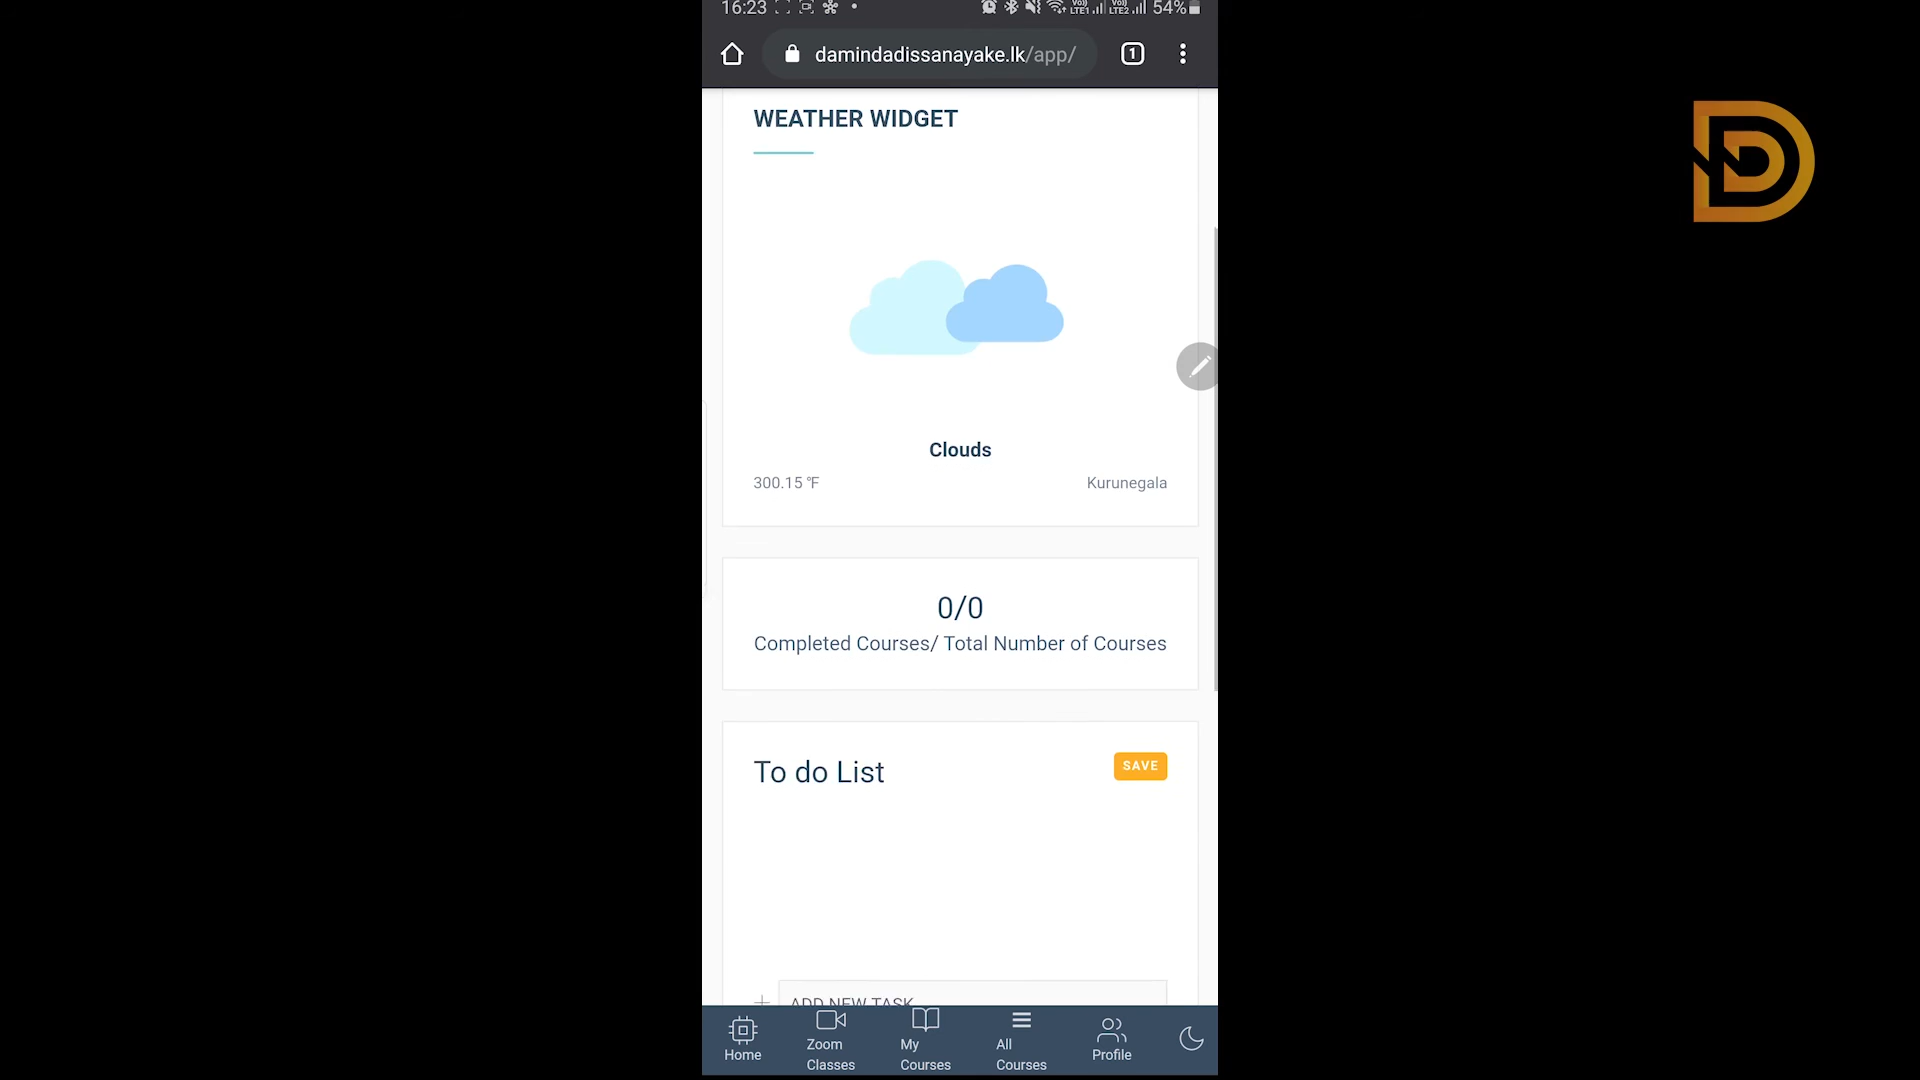 16:23 54%
damindadissanayake.lk/app/ 1
WEATHER WIDGET
Clouds
300.15 °F Kurunegala
0/0
Completed Courses/ Total Number of Courses
To do List SAVE
ADD NEW TASK
Home
Zoom
Classes
My
Courses
All
Courses
Profile